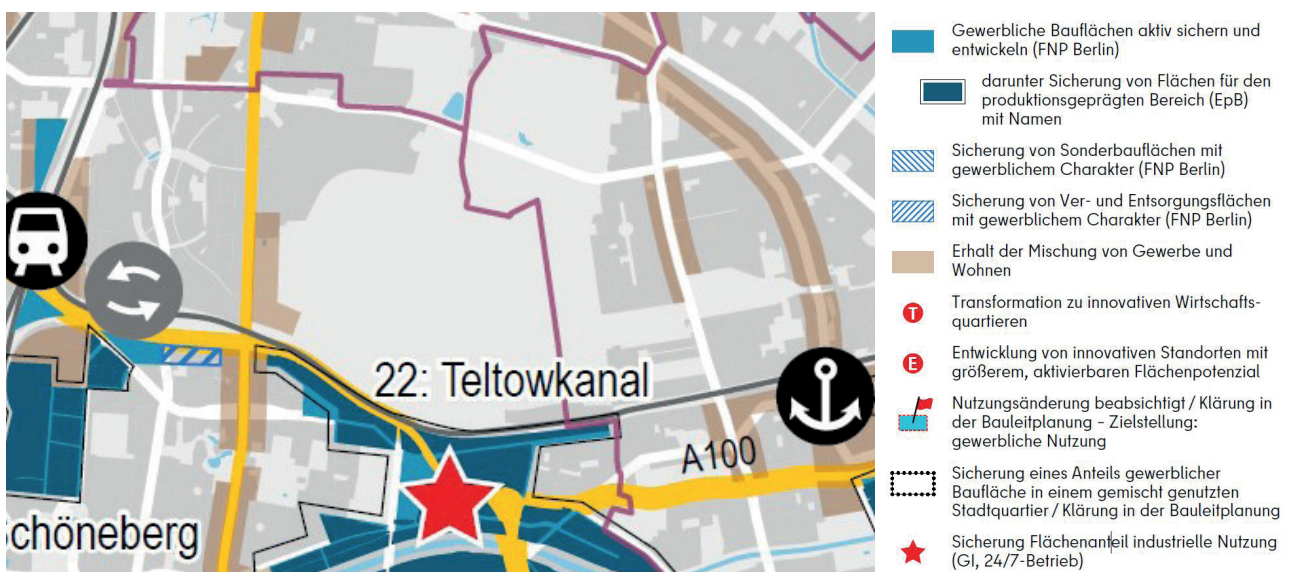 22: Teltowkanal
A100
chöneberg
Gewerbliche Bauflächen aktiv sichern und
entwickeln (FNP Berlin)
darunter Sicherung von Flächen für den
produktionsgeprägten Bereich (EpB)
mit Namen
Sicherung von Sonderbauflächen mit
gewerblichem Charakter (FNP Berlin)
Sicherung von Ver- und Entsorgungsflächen
mit gewerblichem Charakter (FNP Berlin)
Erhalt der Mischung von Gewerbe und
Wohnen
T
Transformation zu innovativen Wirtschafts-
quartieren
E
Entwicklung von innovativen Standorten mit
größerem, aktivierbaren Flächenpotenzial
Nutzungsänderung beabsichtigt / Klärung in
der Bauleitplanung – Zielstellung:
gewerbliche Nutzung
Sicherung eines Anteils gewerblicher
Baufläche in einem gemischt genutzten
Stadtquartier / Klärung in der Bauleitplanung
Sicherung Flächenanteil industrielle Nutzung
(GI, 24/7-Betrieb)